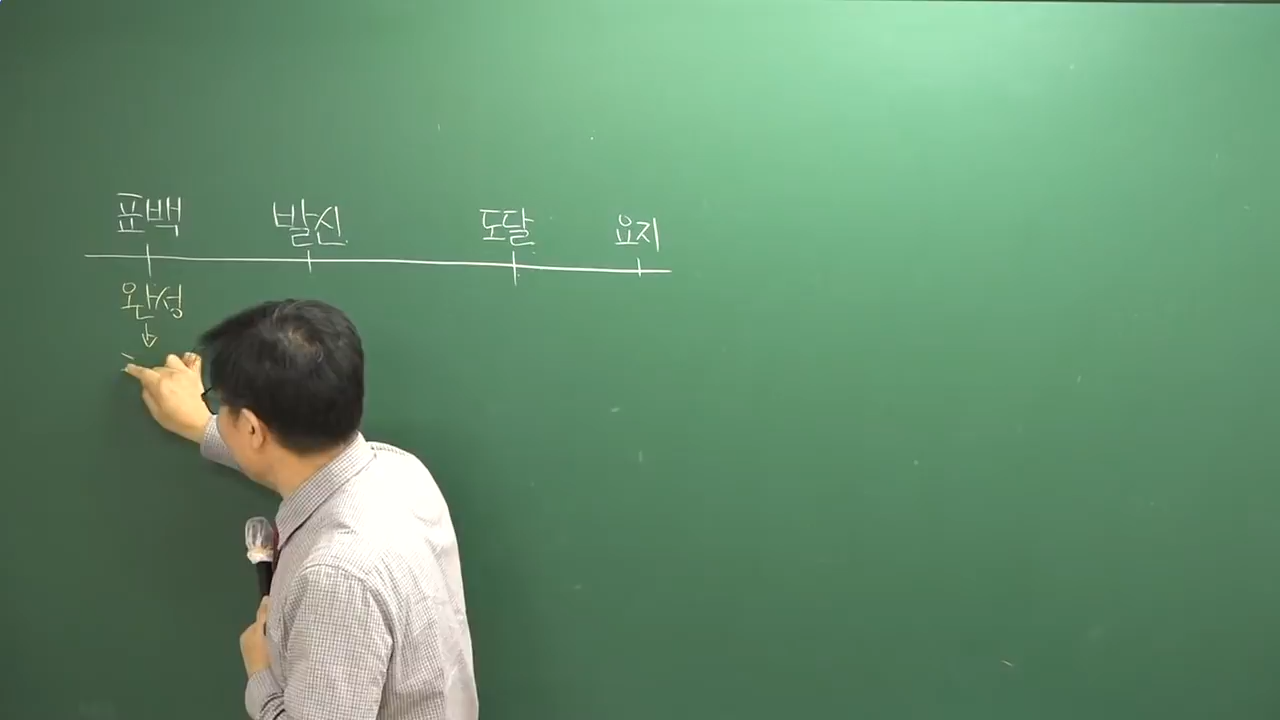 표백 발신 도달 요지
완성
↓